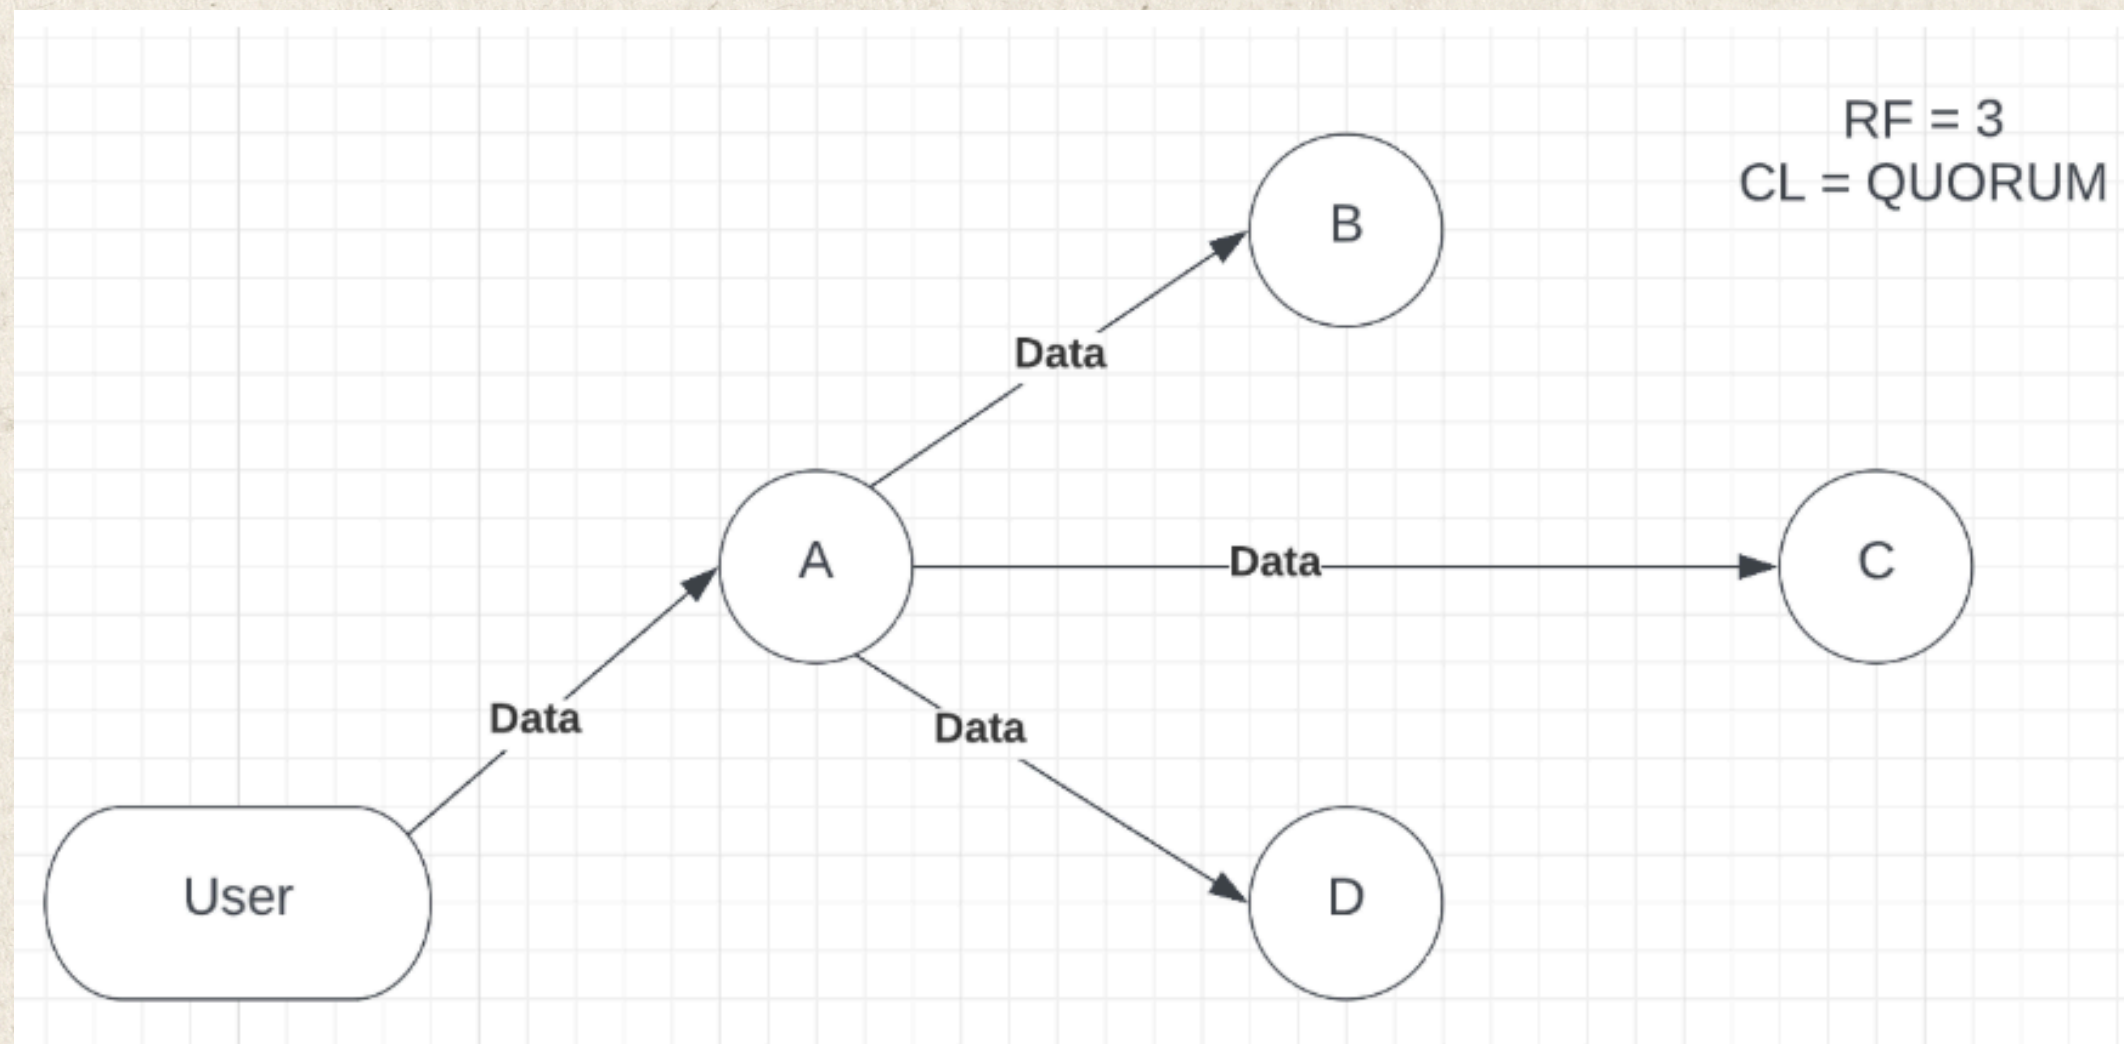 RF = 3
CL = QUORUM
B
Data
A
Data
C
Data
Data
User
D